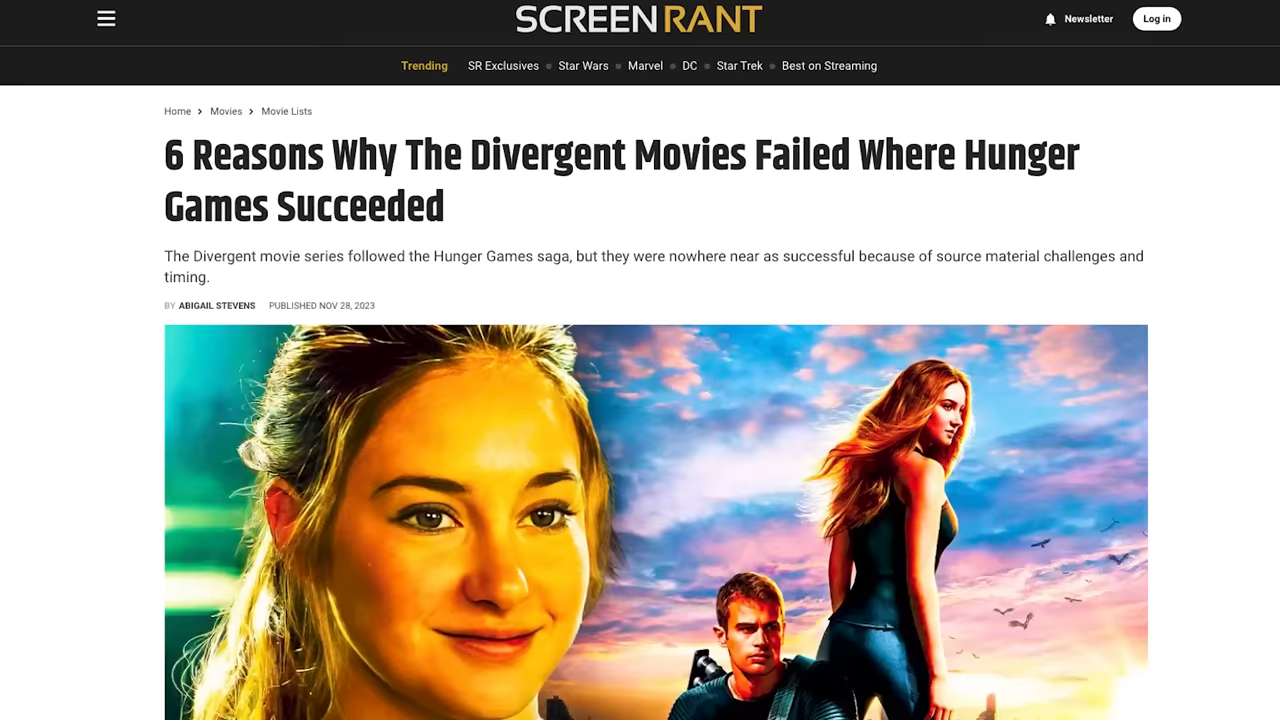 SCREENRANT
Newsletter
Log in
Trending SR Exclusives Star Wars Marvel DC Star Trek Best on Streaming
Home > Movies > Movie Lists
6 Reasons Why The Divergent Movies Failed Where Hunger
Games Succeeded
The Divergent movie series followed the Hunger Games saga, but they were nowhere near as successful because of source material challenges and
timing.
BY ABIGAIL STEVENS PUBLISHED NOV 28, 2023